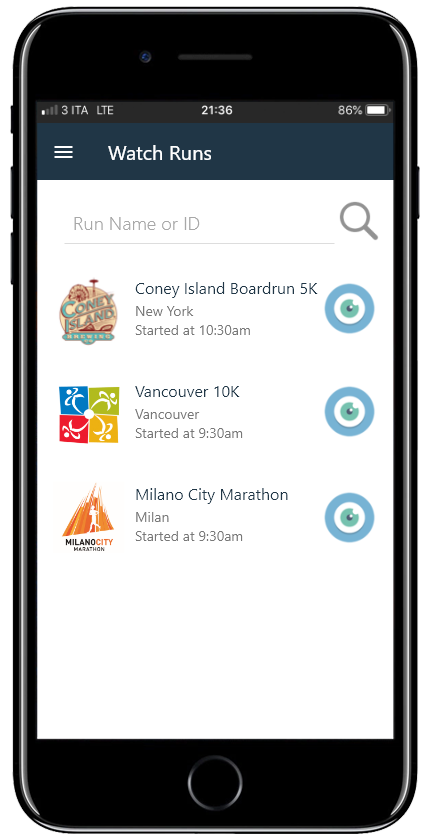 3 ITA LTE 21:36 86%
Watch Runs
Run Name or ID
Coney Island Boardrun 5K
New York
Started at 10:30am
CONEY
ISLAND
BREWING
Vancouver 10K
Vancouver
Started at 9:30am
Milano City Marathon
Milan
Started at 9:30am
MILANOCITY
MARATHON